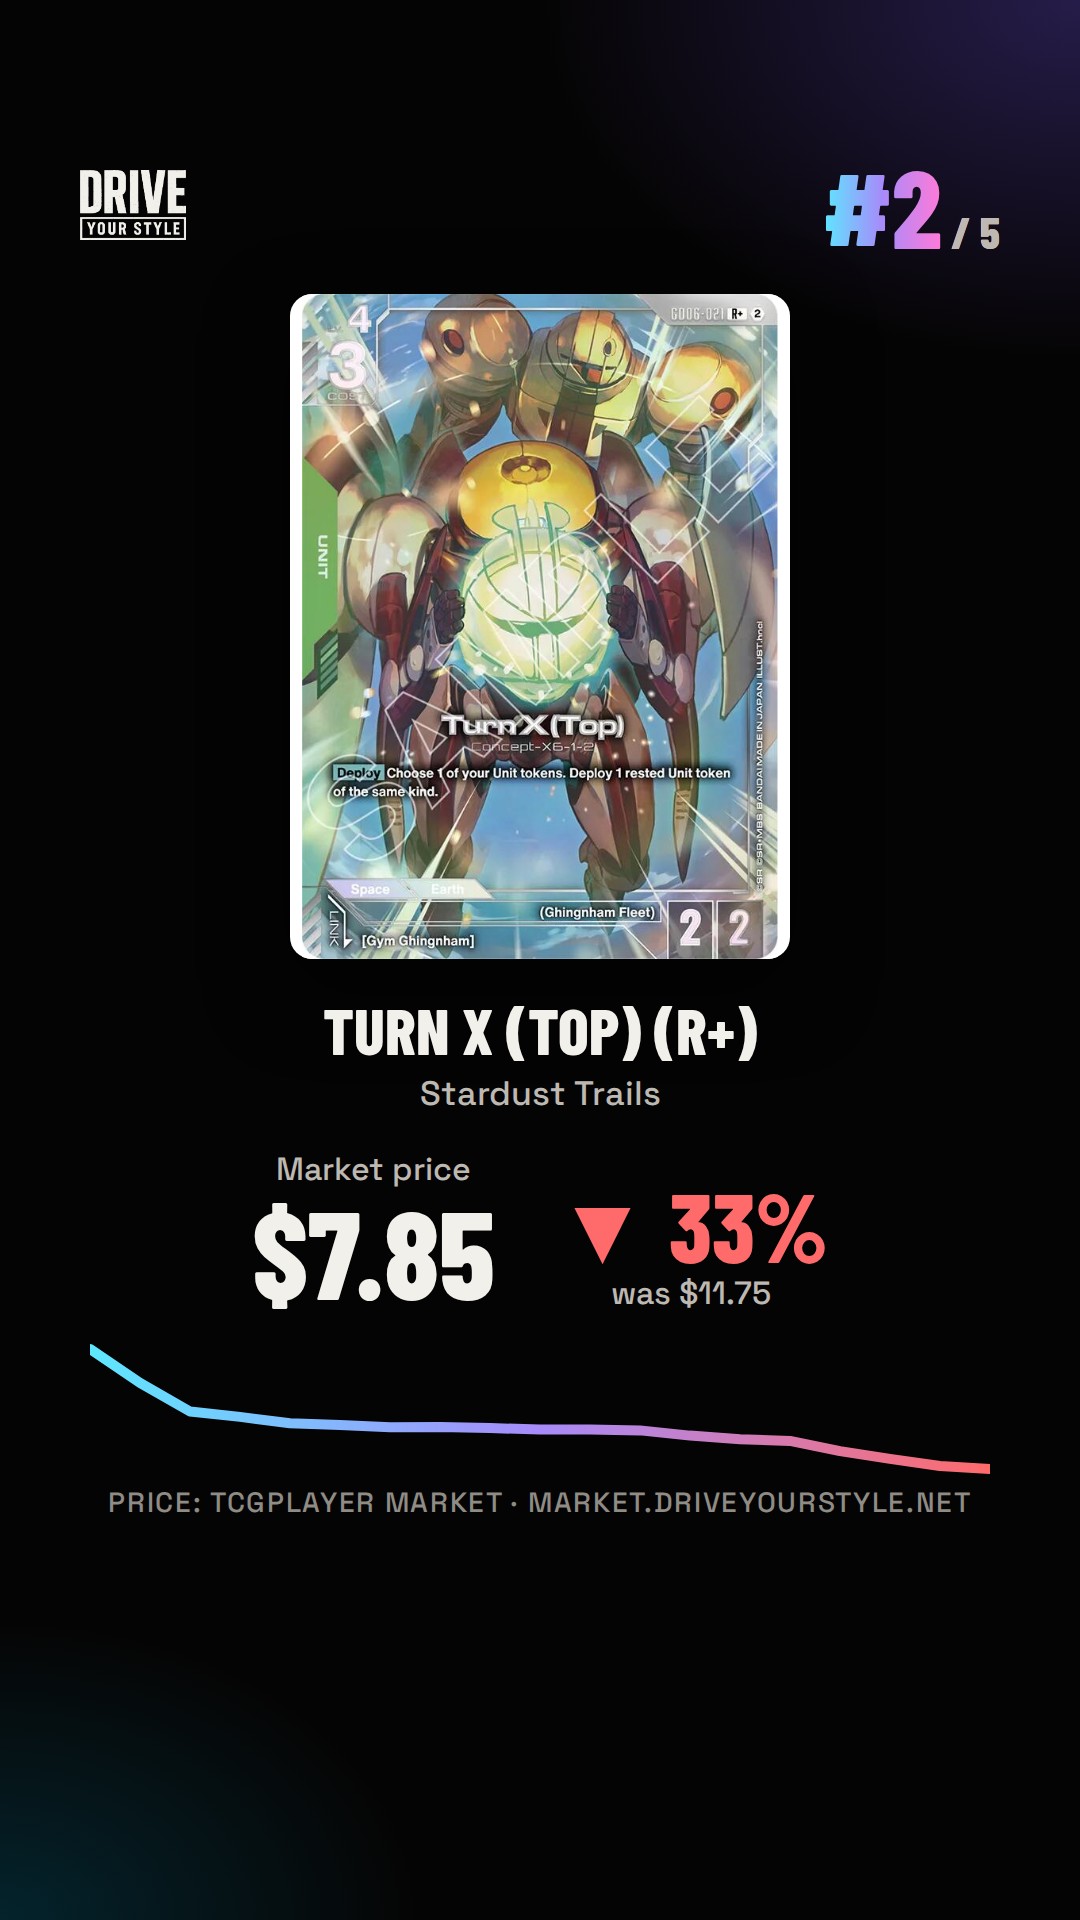 DRIVE
YOUR STYLE
#2 / 5
4
3
COST
GD06-021 R+ 2
UNIT
Turn X (Top)
Concept-X6-1-2
Deploy Choose 1 of your Unit tokens. Deploy 1 rested Unit token
of the same kind.
Space Earth
(Ghingnham Fleet)
LINK
[Gym Ghingnham]
2 2
TURN X (TOP) (R+)
Stardust Trails
Market price
$7.85
▼ 33%
was $11.75
PRICE: TCGPLAYER MARKET · MARKET.DRIVEYOURSTYLE.NET